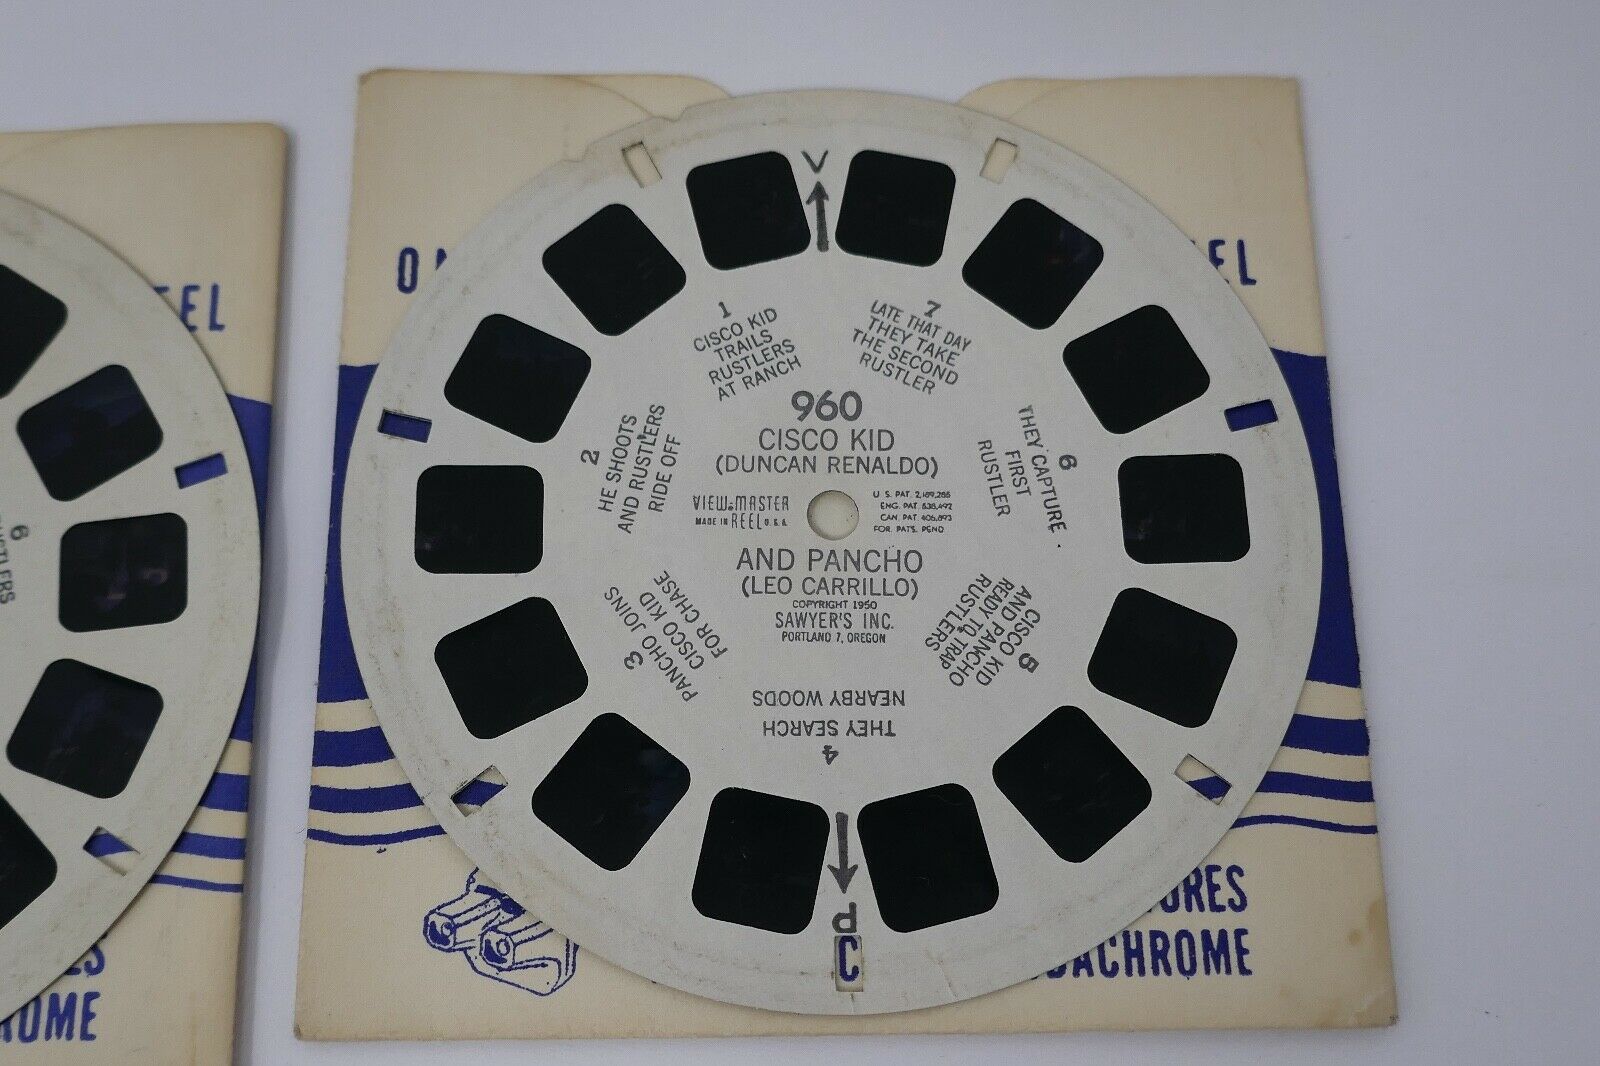 V
1
CISCO KID
TRAILS
RUSTLERS
AT RANCH
7
LATE THAT DAY
THEY TAKE
THE SECOND
RUSTLER
960
CISCO KID
(DUNCAN RENALDO)
VIEW-MASTER
MADE IN REEL U.S.A.
U.S. PAT. 2,189,285
ENG. PAT. 538,492
CAN. PAT. 406,893
FOR. PATS. PEND.
AND PANCHO
(LEO CARRILLO)
COPYRIGHT 1950
SAWYER'S INC.
PORTLAND 7, OREGON
2
HE SHOOTS
AND RUSTLERS
RIDE OFF
3
PANCHO JOINS
CISCO KID
FOR CHASE
4
THEY SEARCH
NEARBY WOODS
5
CISCO KID
AND PANCHO
READY TO TRAP
RUSTLERS
6
THEY CAPTURE
FIRST
RUSTLER
P
C
6